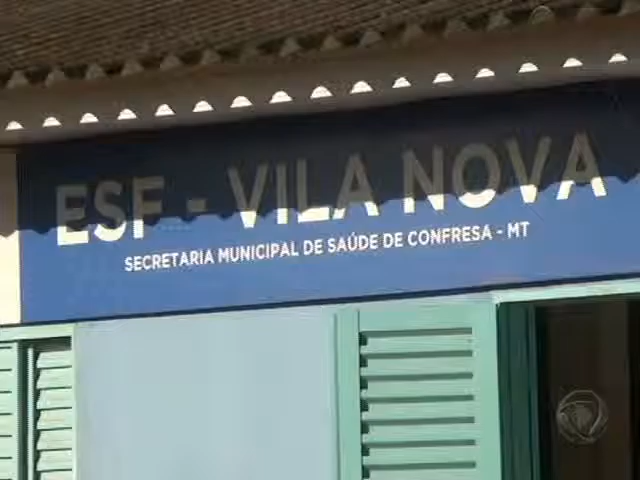 ESF - VILA NOVA
SECRETARIA MUNICIPAL DE SAÚDE DE CONFRESA - MT